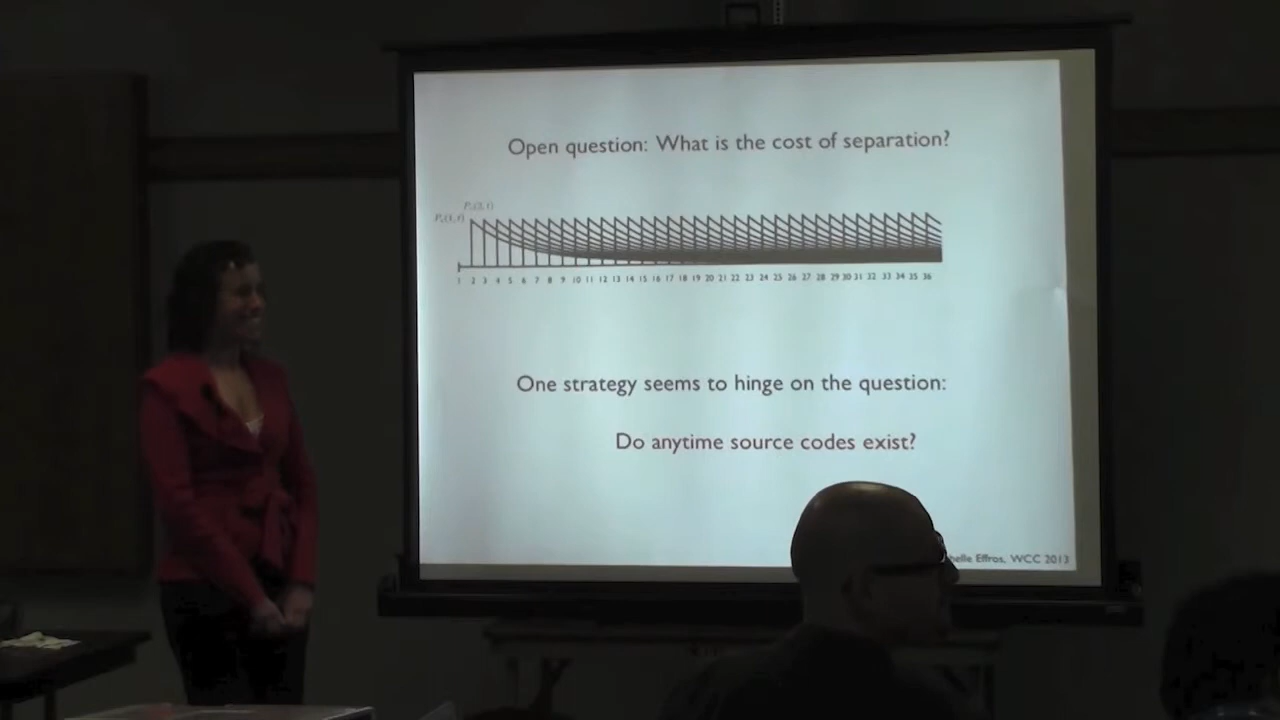 Open question: What is the cost of separation?
1 2 3 4 5 6 7 8 9 10 11 12 13 14 15 16 17 18 19 20 21 22 23 24 25 26 27 28 29 30 31 32 33 34 35 36
One strategy seems to hinge on the question:
Do anytime source codes exist?
Effros, WCC 2013